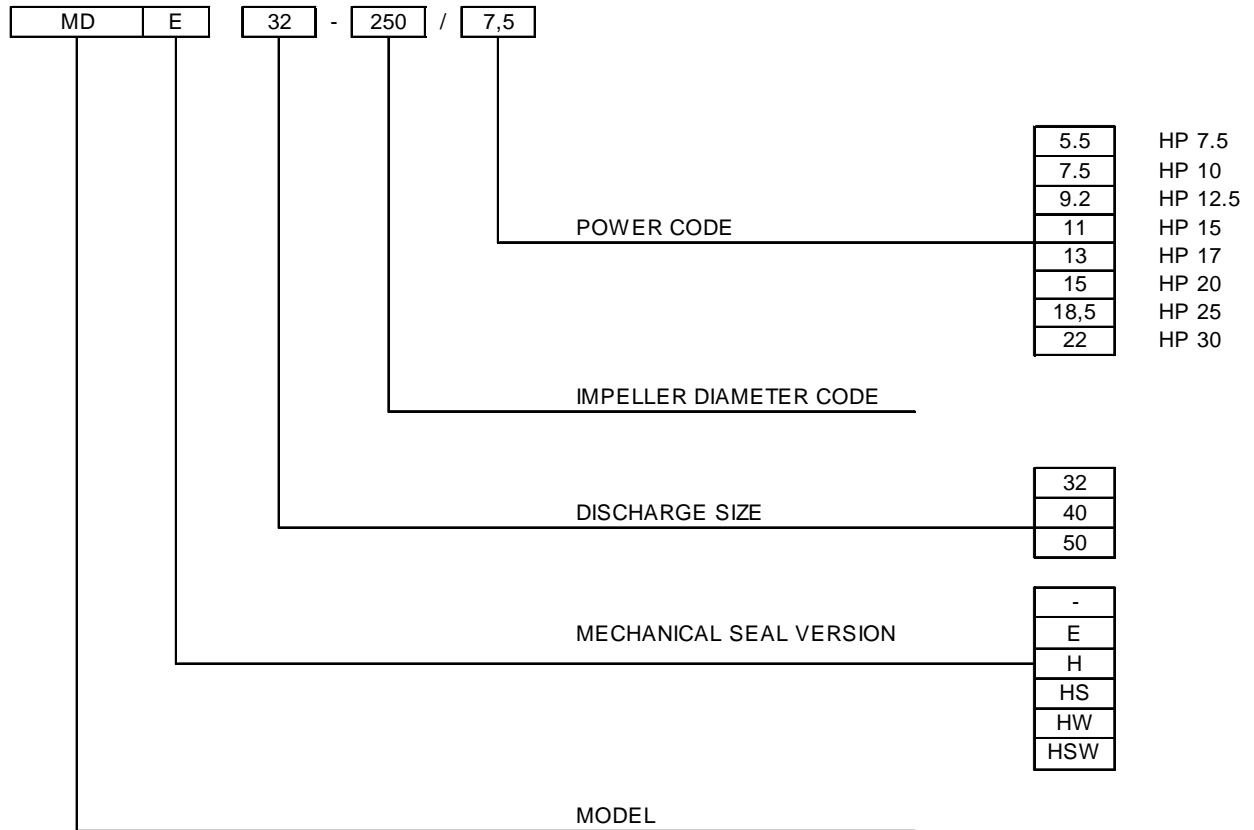 MD E 32 - 250 / 7,5
5.5 HP 7.5
7.5 HP 10
9.2 HP 12.5
POWER CODE 11 HP 15
13 HP 17
15 HP 20
18,5 HP 25
22 HP 30
IMPELLER DIAMETER CODE
32
DISCHARGE SIZE 40
50
-
MECHANICAL SEAL VERSION E
H
HS
HW
HSW
MODEL